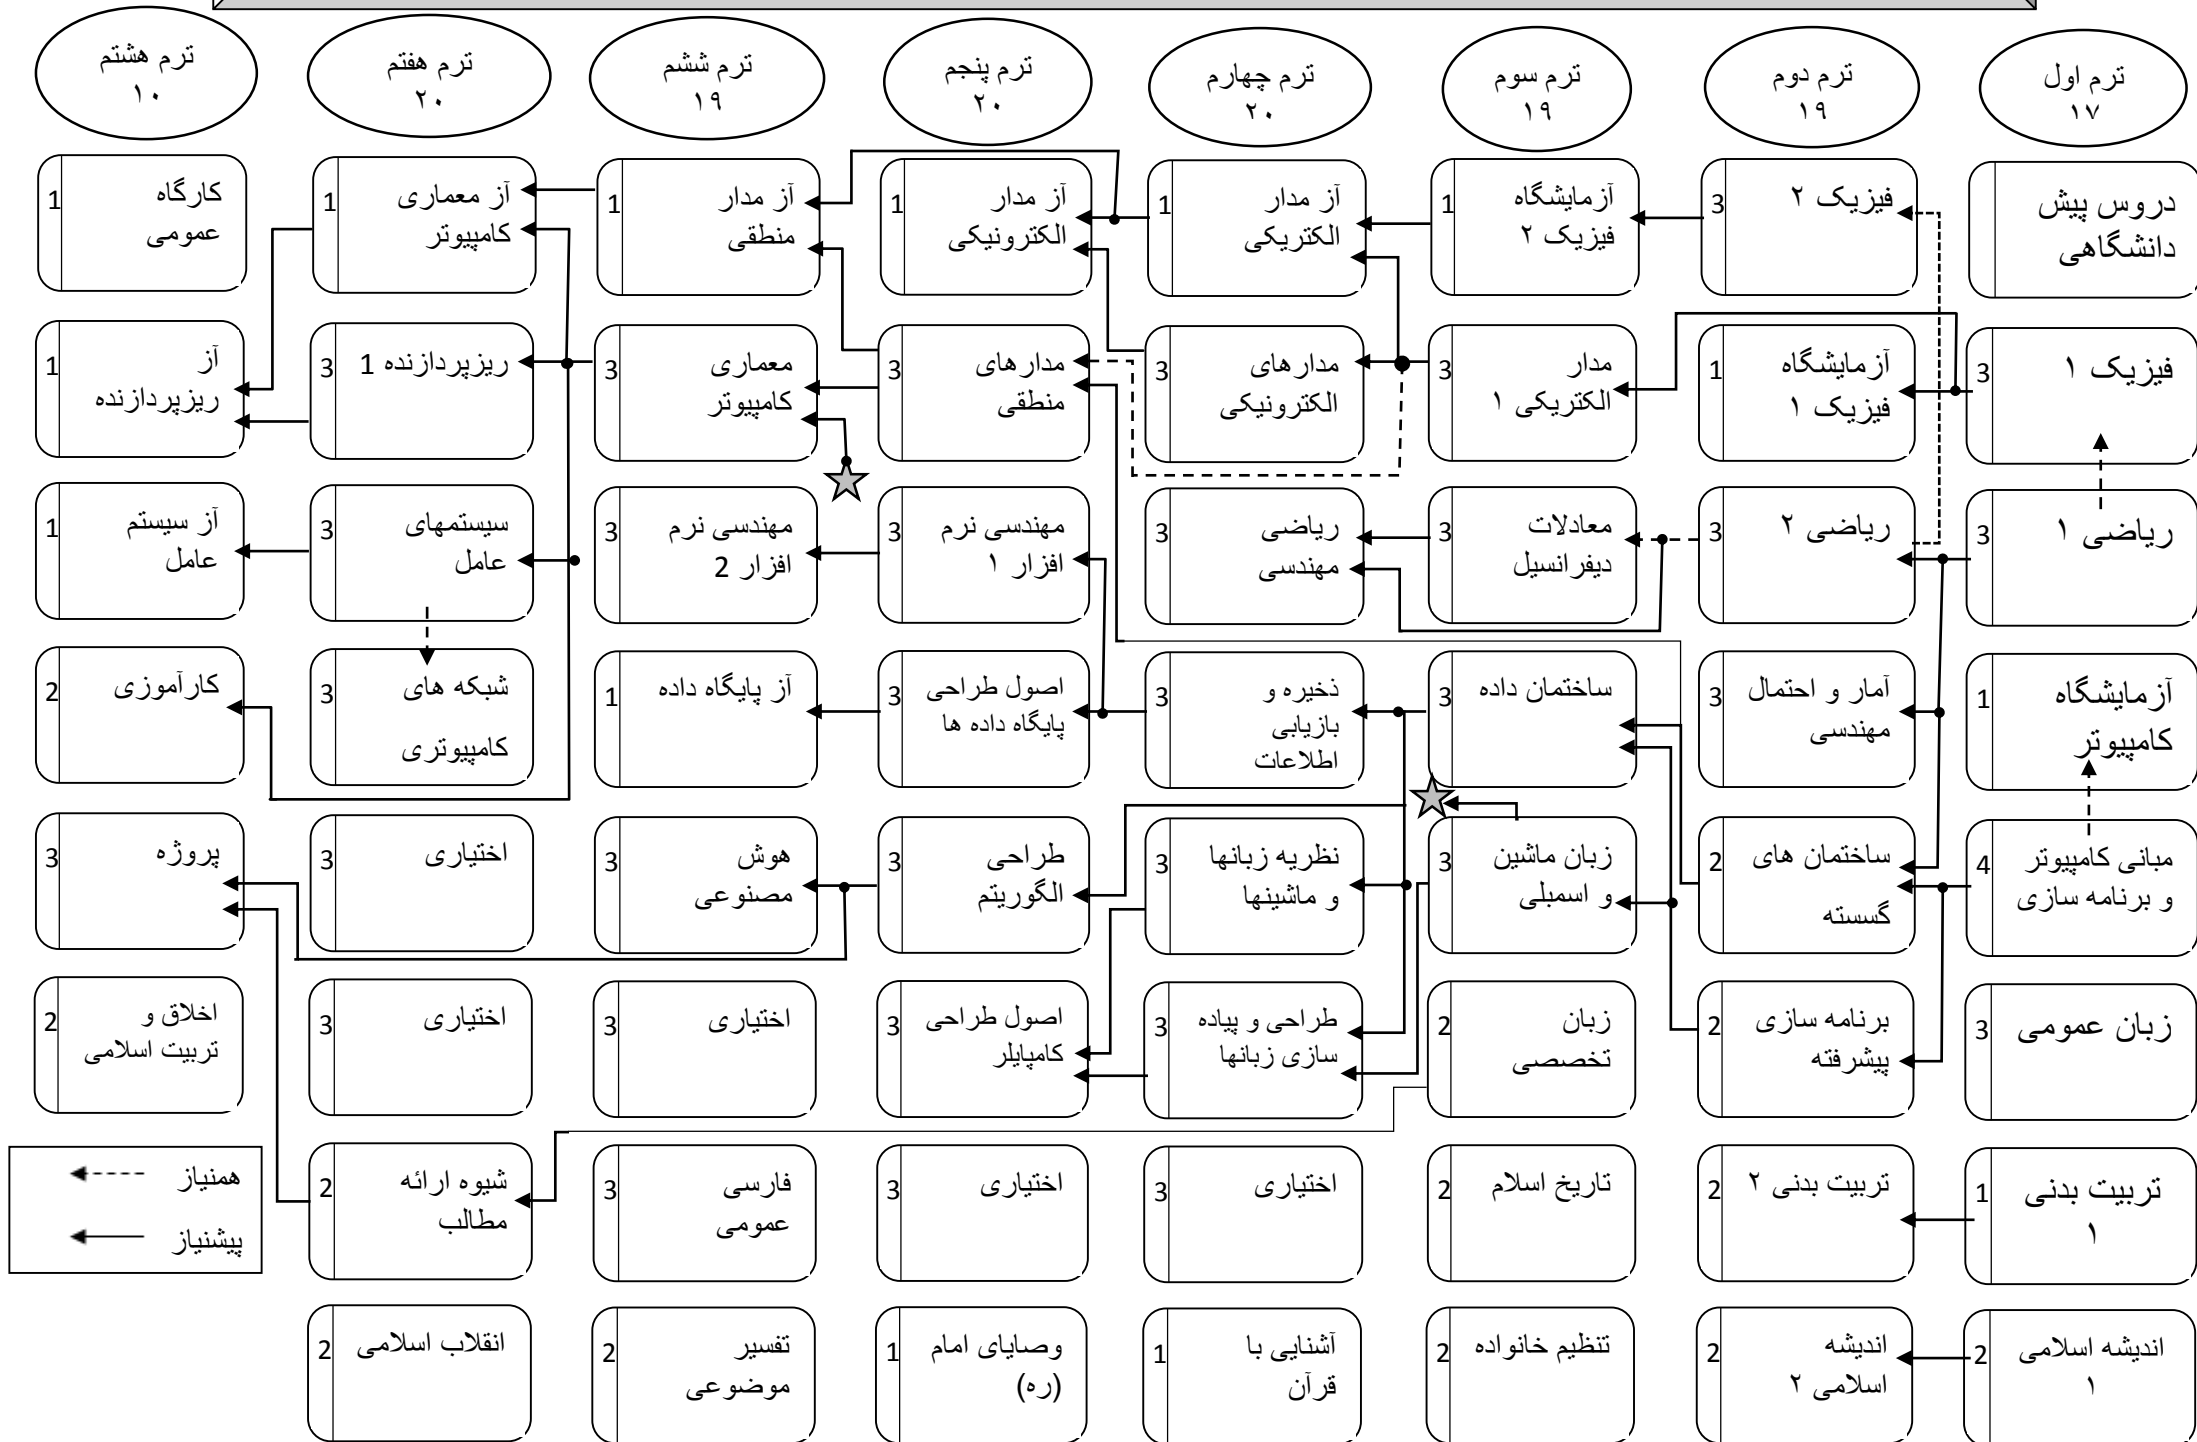 ترم اول
۱۷
ترم دوم
۱۹
ترم سوم
۱۹
ترم چهارم
۲۰
ترم پنجم
۲۰
ترم ششم
۱۹
ترم هفتم
۲۰
ترم هشتم
۱۰
دروس پیش
دانشگاهی
فیزیک ۲
3
آزمایشگاه
فیزیک ۲
1
آز مدار
الکتریکی
1
آز مدار
الکترونیکی
1
آز مدار
منطقی
1
آز معماری
کامپیوتر
1
کارگاه
عمومی
1
فیزیک ۱
3
آزمایشگاه
فیزیک ۱
1
مدار
الکتریکی ۱
3
مدارهای
الکترونیکی
3
مدارهای
منطقی
3
معماری
کامپیوتر
3
ریزپردازنده 1
3
آز
ریزپردازنده
1
ریاضی ۱
3
ریاضی ۲
3
معادلات
دیفرانسیل
3
ریاضی
مهندسی
3
مهندسی نرم
افزار ۱
3
مهندسی نرم
افزار 2
3
سیستمهای
عامل
3
آز سیستم
عامل
1
آزمایشگاه
کامپیوتر
1
آمار و احتمال
مهندسی
3
ساختمان داده
3
ذخیره و
بازیابی
اطلاعات
3
اصول طراحی
پایگاه داده ها
3
آز پایگاه داده
1
شبکه های
کامپیوتری
3
کارآموزی
2
مبانی کامپیوتر
و برنامه سازی
4
ساختمان های
گسسته
2
زبان ماشین
و اسمبلی
3
نظریه زبانها
و ماشینها
3
طراحی
الگوریتم
3
هوش
مصنوعی
3
اختیاری
3
پروژه
3
زبان عمومی
3
برنامه سازی
پیشرفته
2
زبان
تخصصی
2
طراحی و پیاده
سازی زبانها
3
اصول طراحی
کامپایلر
3
اختیاری
3
اختیاری
3
اخلاق و
تربیت اسلامی
2
تربیت بدنی
۱
1
تربیت بدنی ۲
2
تاریخ اسلام
2
اختیاری
3
اختیاری
3
فارسی
عمومی
3
شیوه ارائه
مطالب
2
همنیاز
پیشنیاز
اندیشه اسلامی
۱
2
اندیشه
اسلامی ۲
2
تنظیم خانواده
2
آشنایی با
قرآن
1
وصایای امام
(ره)
1
تفسیر
موضوعی
2
انقلاب اسلامی
2